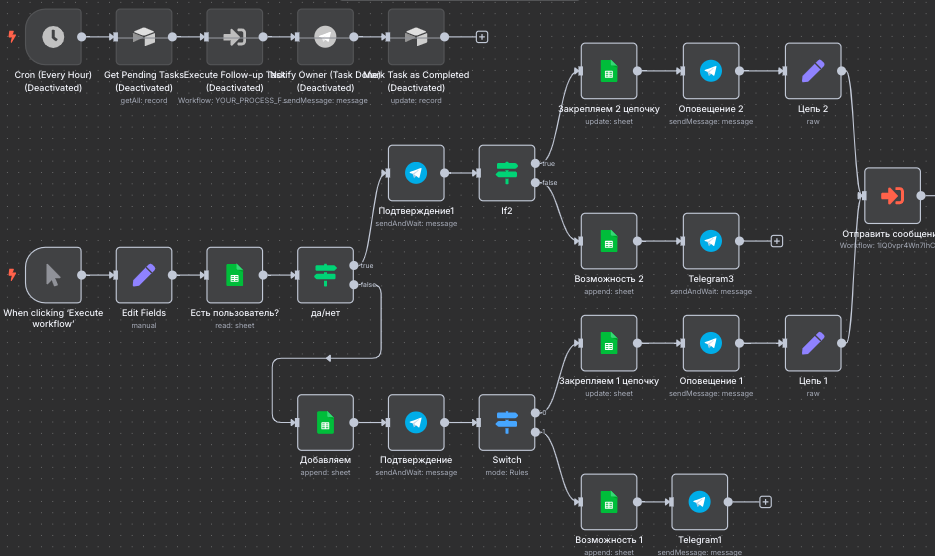 Cron (Every Hour)
(Deactivated)
Get Pending Tasks
(Deactivated)
getAll: record
Execute Follow-up Task
(Deactivated)
Workflow: YOUR_PROCESS_F...
Notify Owner (Task Done)
(Deactivated)
sendMessage: message
Mark Task as Completed
(Deactivated)
update: record
Закрепляем 2 цепочку
update: sheet
Оповещение 2
sendMessage: message
Цепь 2
raw
Подтверждение1
sendAndWait: message
If2
true
false
Отправить сообщени
Workflow: 
Возможность 2
append: sheet
Telegram3
sendAndWait: message
When clicking ‘Execute
workflow’
Edit Fields
manual
Есть пользователь?
read: sheet
да/нет
true
false
Закрепляем 1 цепочку
update: sheet
Оповещение 1
sendMessage: message
Цепь 1
raw
Добавляем
append: sheet
Подтверждение
sendAndWait: message
Switch
mode: Rules
0
1
Возможность 1
append: sheet
Telegram1
sendMessage: message